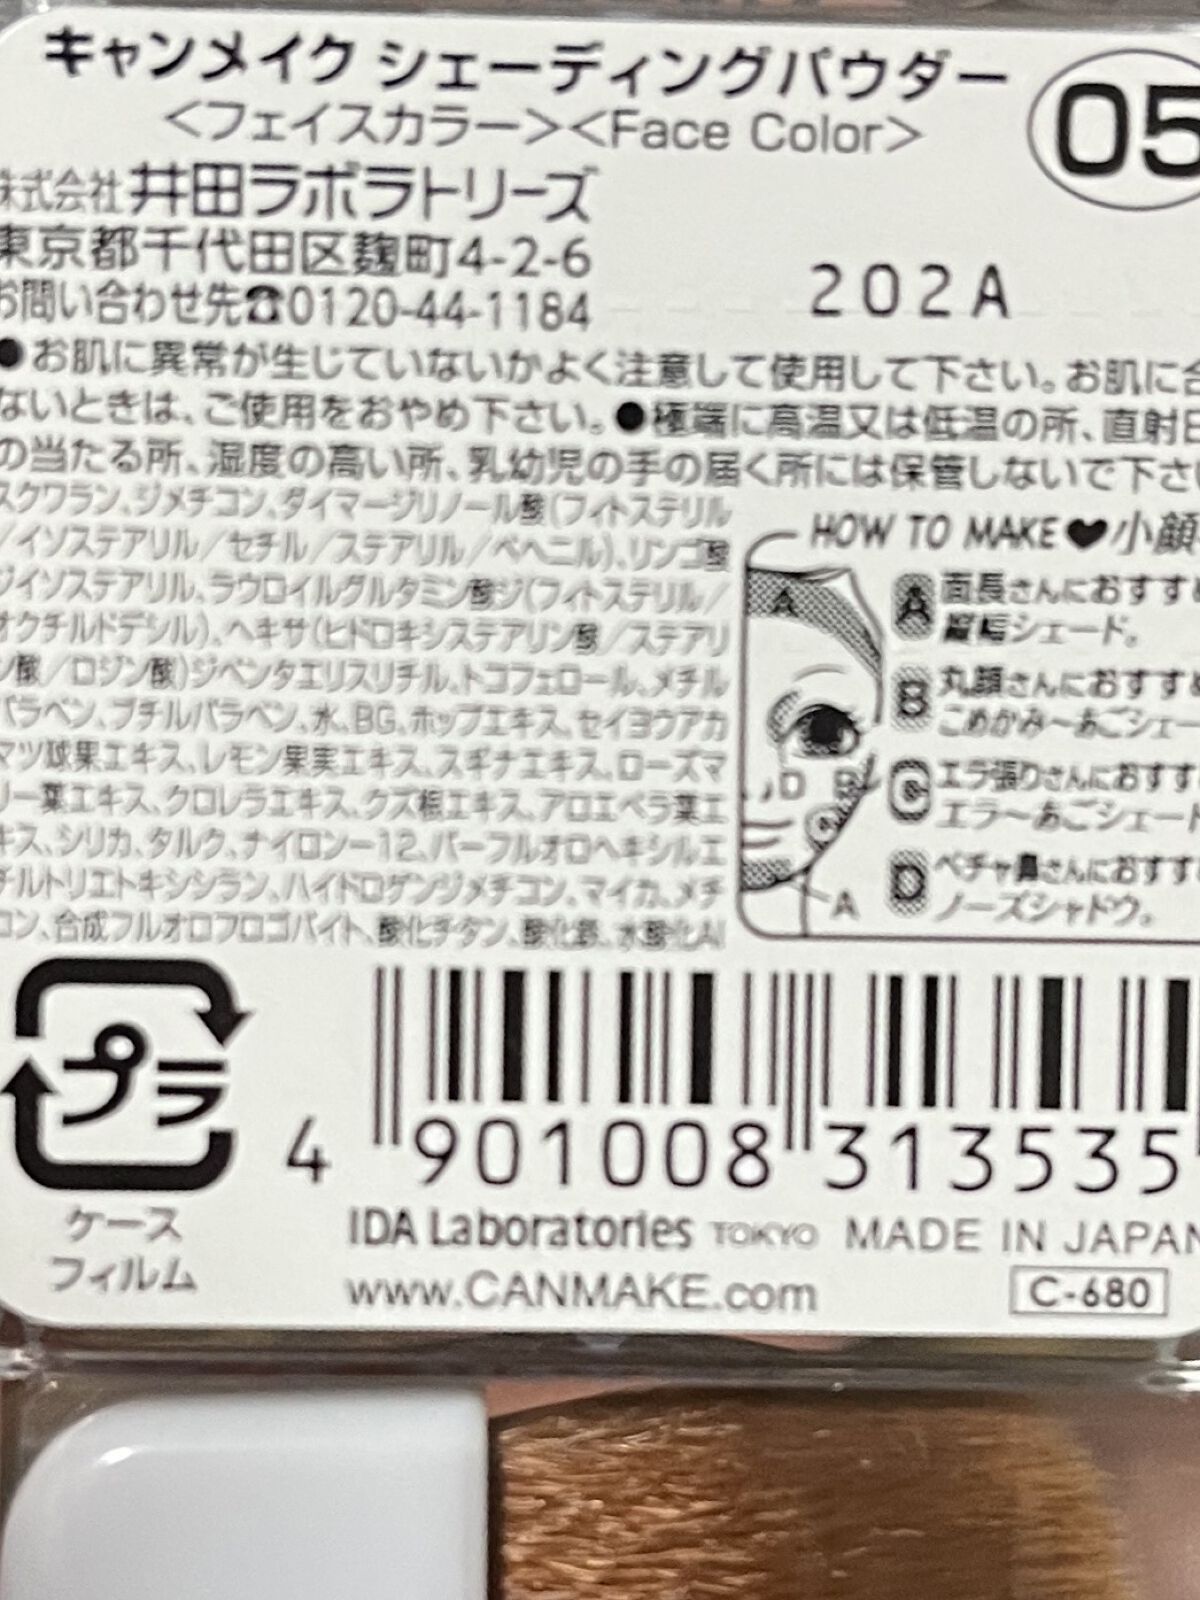 キャンメイク シェーディングパウダー
<フェイスカラー><Face Color>
05
株式会社 井田ラボラトリーズ
東京都千代田区麹町4-2-6
お問い合わせ先☎0120-44-1184
202A
●お肌に異常が生じていないかよく注意して使用して下さい。お肌に合
ないときは、ご使用をおやめ下さい。●極端に高温又は低温の所、直射日
の当たる所、湿度の高い所、乳幼児の手の届く所には保管しないで下さ
スクワラン、ジメチコン、ダイマージリノール酸(フィトステリル
/イソステアリル/セチル/ステアリル/ベヘニル)、リンゴ酸
ジイソステアリル、ラウロイルグルタミン酸ジ(フィトステリル/
オクチルドデシル)、ヘキサ(ヒドロキシステアリン酸/ステアリ
ン酸/ロジン酸)ジペンタエリスリチル、トコフェロール、メチル
パラベン、ブチルパラベン、水、BG、ホップエキス、セイヨウアカ
マツ球果エキス、レモン果実エキス、スギナエキス、ローズマ
リー葉エキス、クロレラエキス、クズ根エキス、アロエベラ葉エ
キス、シリカ、タルク、ナイロン-12、パーフルオロヘキシルエ
チルトリエトキシシラン、ハイドロゲンジメチコン、マイカ、メチ
コン、合成フルオロフロゴパイト、酸化チタン、酸化鉄、水酸化Al
HOW TO MAKE♥小顔
A 面長さんにおすすめ
縦幅シェード。
B 丸顔さんにおすすめ
こめかみ〜あごシェー
C エラ張りさんにおすす
エラ〜あごシェード
D ペチャ鼻さんにおすす
ノーズシャドウ。
A
D
B
C
A
プラ
ケース
フィルム
4 901008 313535
IDA Laboratories TOKYO MADE IN JAPAN
www.CANMAKE.com
C-680